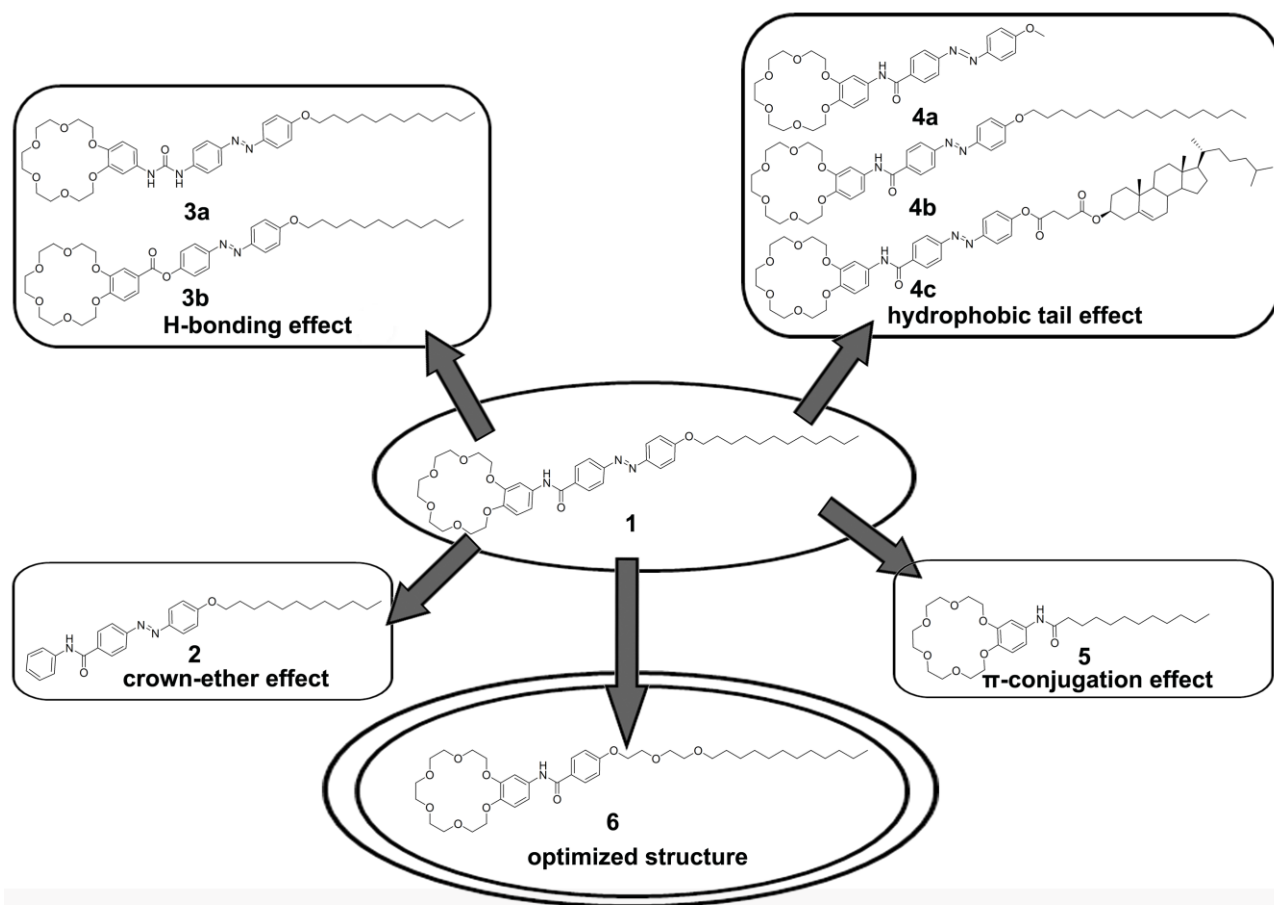 3a
3b
H-bonding effect
4a
4b
4c
hydrophobic tail effect
1
2
crown-ether effect
5
π-conjugation effect
6
optimized structure